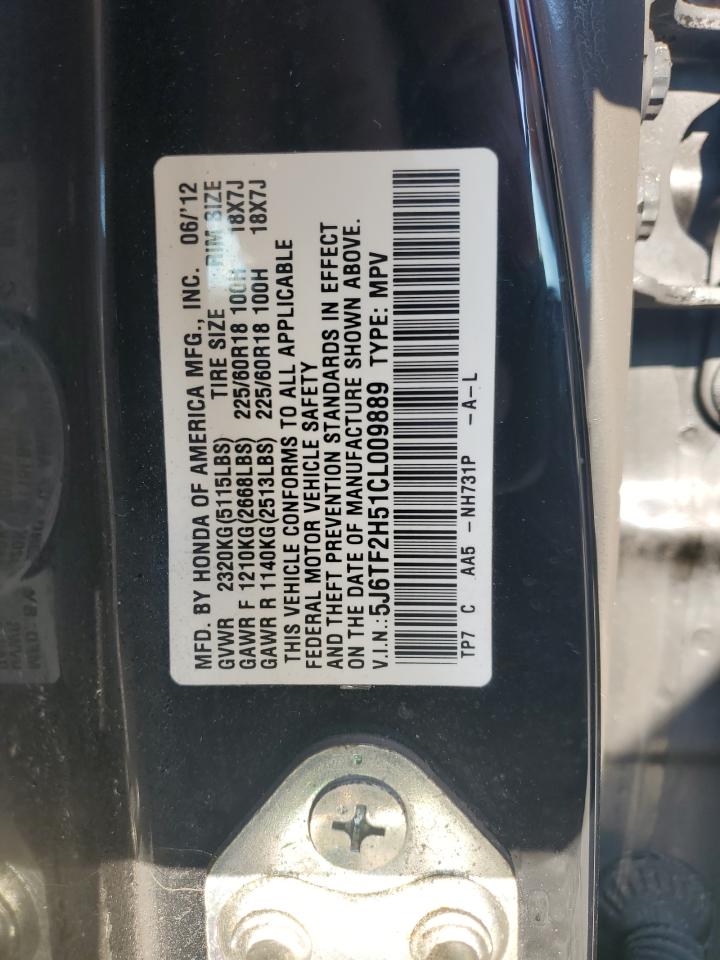 MFD. BY HONDA OF AMERICA MFG., INC. 06/'12
GVWR 2320KG(5115LBS) TIRE SIZE RIM SIZE
GAWR F 1210KG(2668LBS) 225/60R18 100H 18X7J
GAWR R 1140KG(2513LBS) 225/60R18 100H 18X7J
THIS VEHICLE CONFORMS TO ALL APPLICABLE
FEDERAL MOTOR VEHICLE SAFETY
AND THEFT PREVENTION STANDARDS IN EFFECT
ON THE DATE OF MANUFACTURE SHOWN ABOVE.
V.I.N.:5J6TF2H51CL009889 TYPE: MPV
TP7 C AA5 -NH731P -A-L